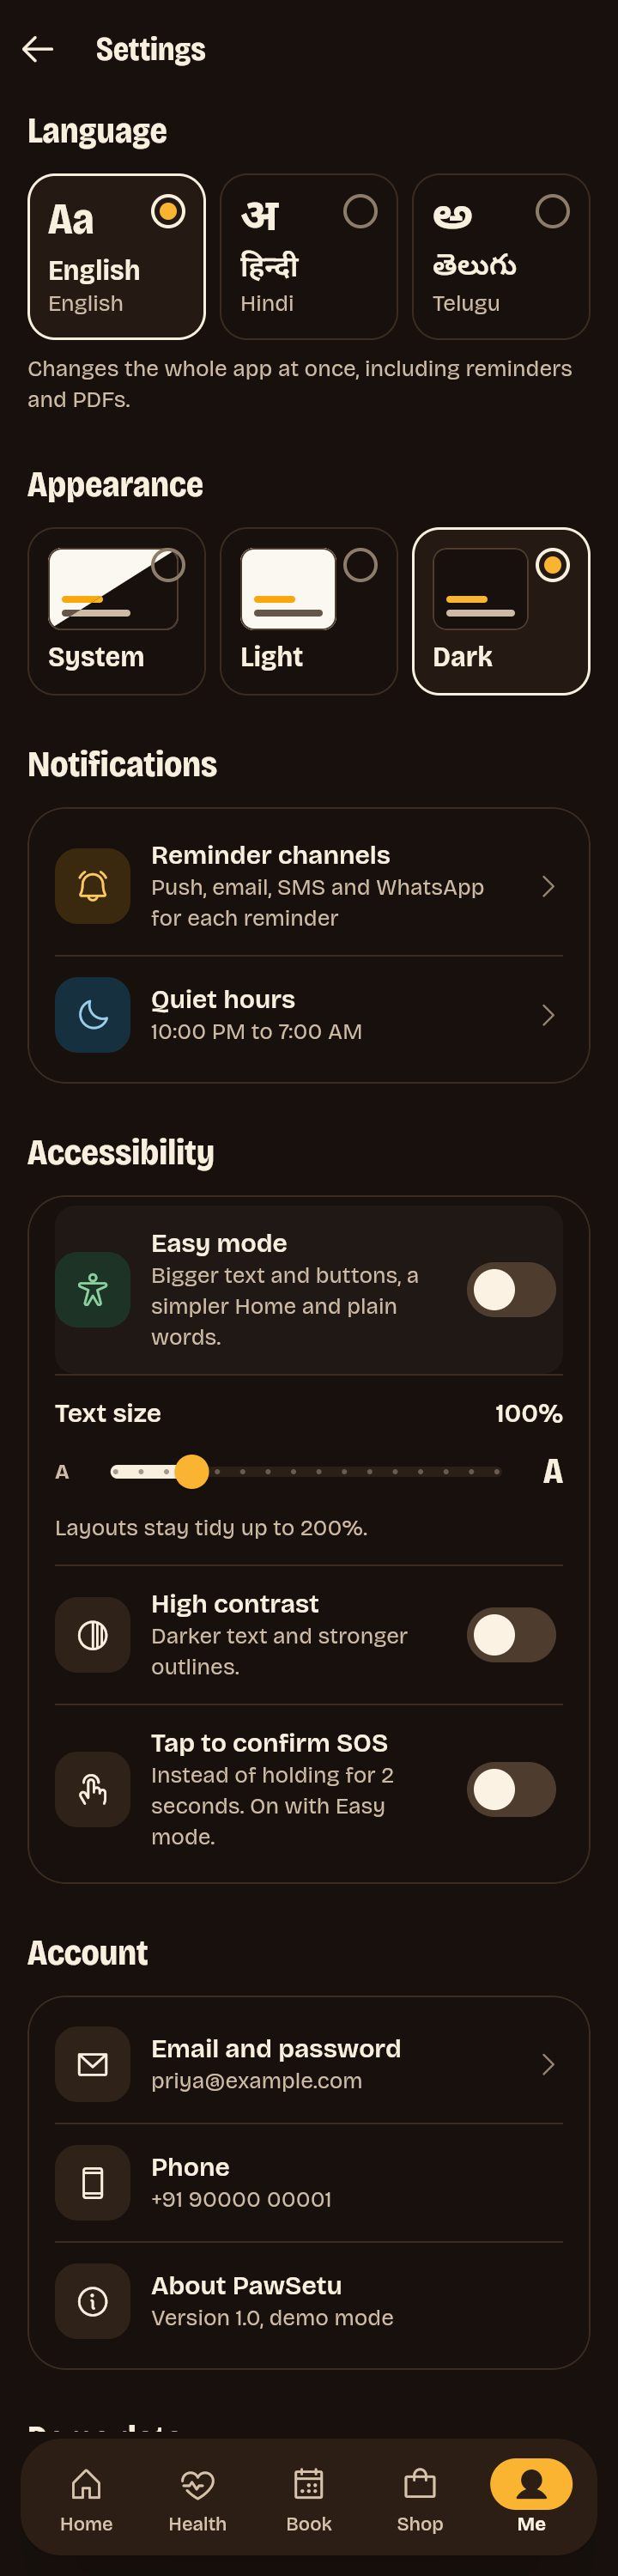 Settings
Language
Aa
English
English
अ
हिन्दी
Hindi
అ
తెలుగు
Telugu
Changes the whole app at once, including reminders
and PDFs.
Appearance
System
Light
Dark
Notifications
Reminder channels
Push, email, SMS and WhatsApp
for each reminder
Quiet hours
10:00 PM to 7:00 AM
Accessibility
Easy mode
Bigger text and buttons, a
simpler Home and plain
words.
Text size
100%
A
A
Layouts stay tidy up to 200%.
High contrast
Darker text and stronger
outlines.
Tap to confirm SOS
Instead of holding for 2
seconds. On with Easy
mode.
Account
Email and password
priya@example.com
Phone
+91 90000 00001
About PawSetu
Version 1.0, demo mode
Home
Health
Book
Shop
Me